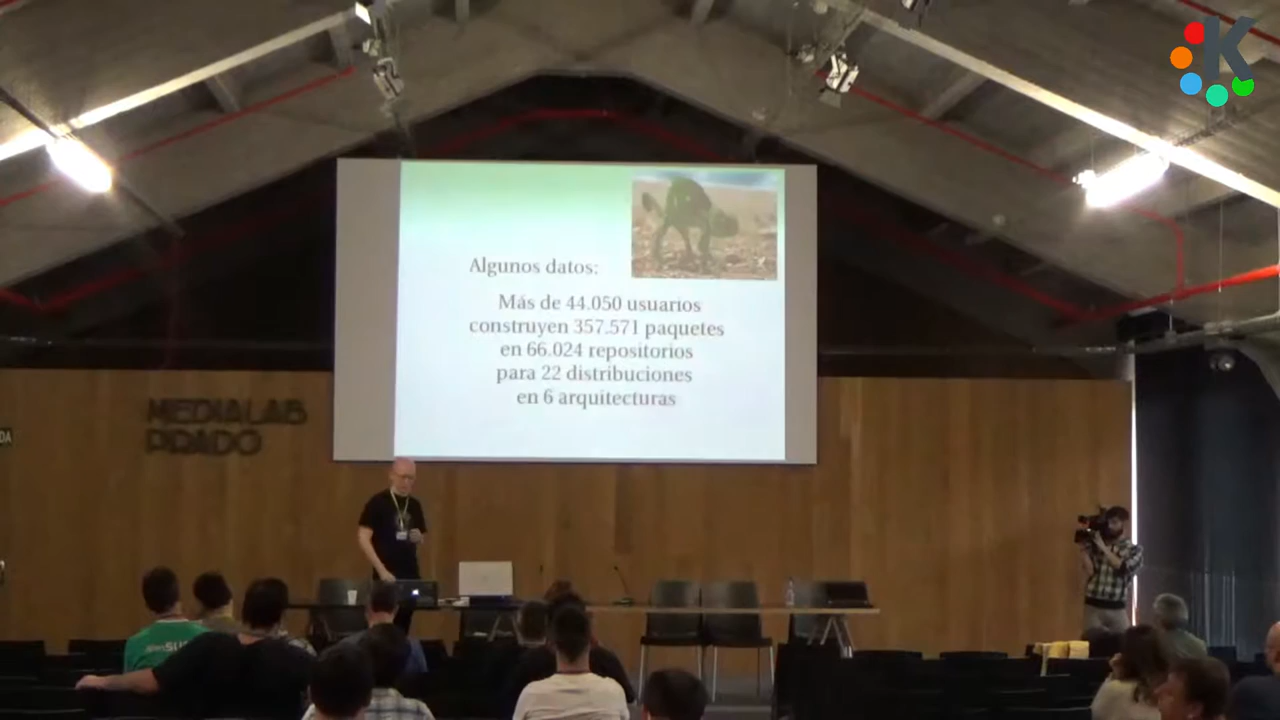 Algunos datos:
Más de 44.050 usuarios
construyen 357.571 paquetes
en 66.024 repositorios
para 22 distribuciones
en 6 arquitecturas
MEDIALAB
PRADO
DA
K